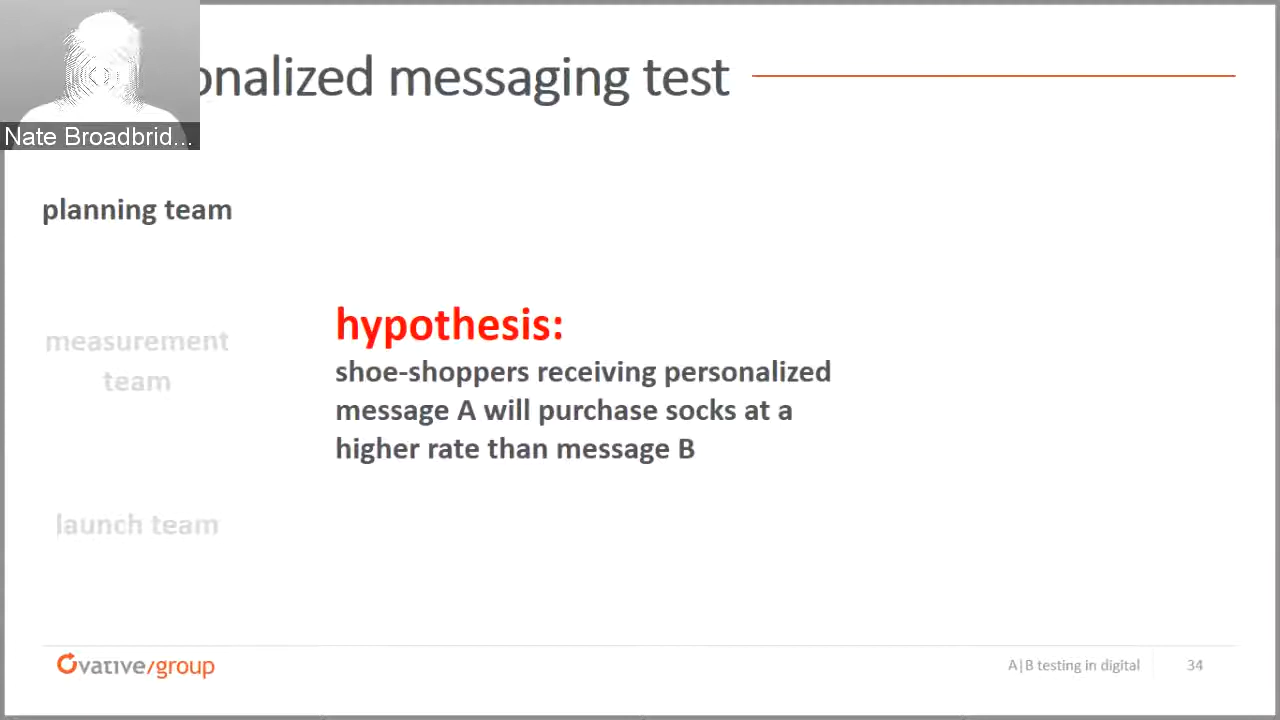 onalized messaging test
Nate Broadbrid...
planning team
measurement
team
launch team
hypothesis:
shoe-shoppers receiving personalized
message A will purchase socks at a
higher rate than message B
Ovative/group
A|B testing in digital
34